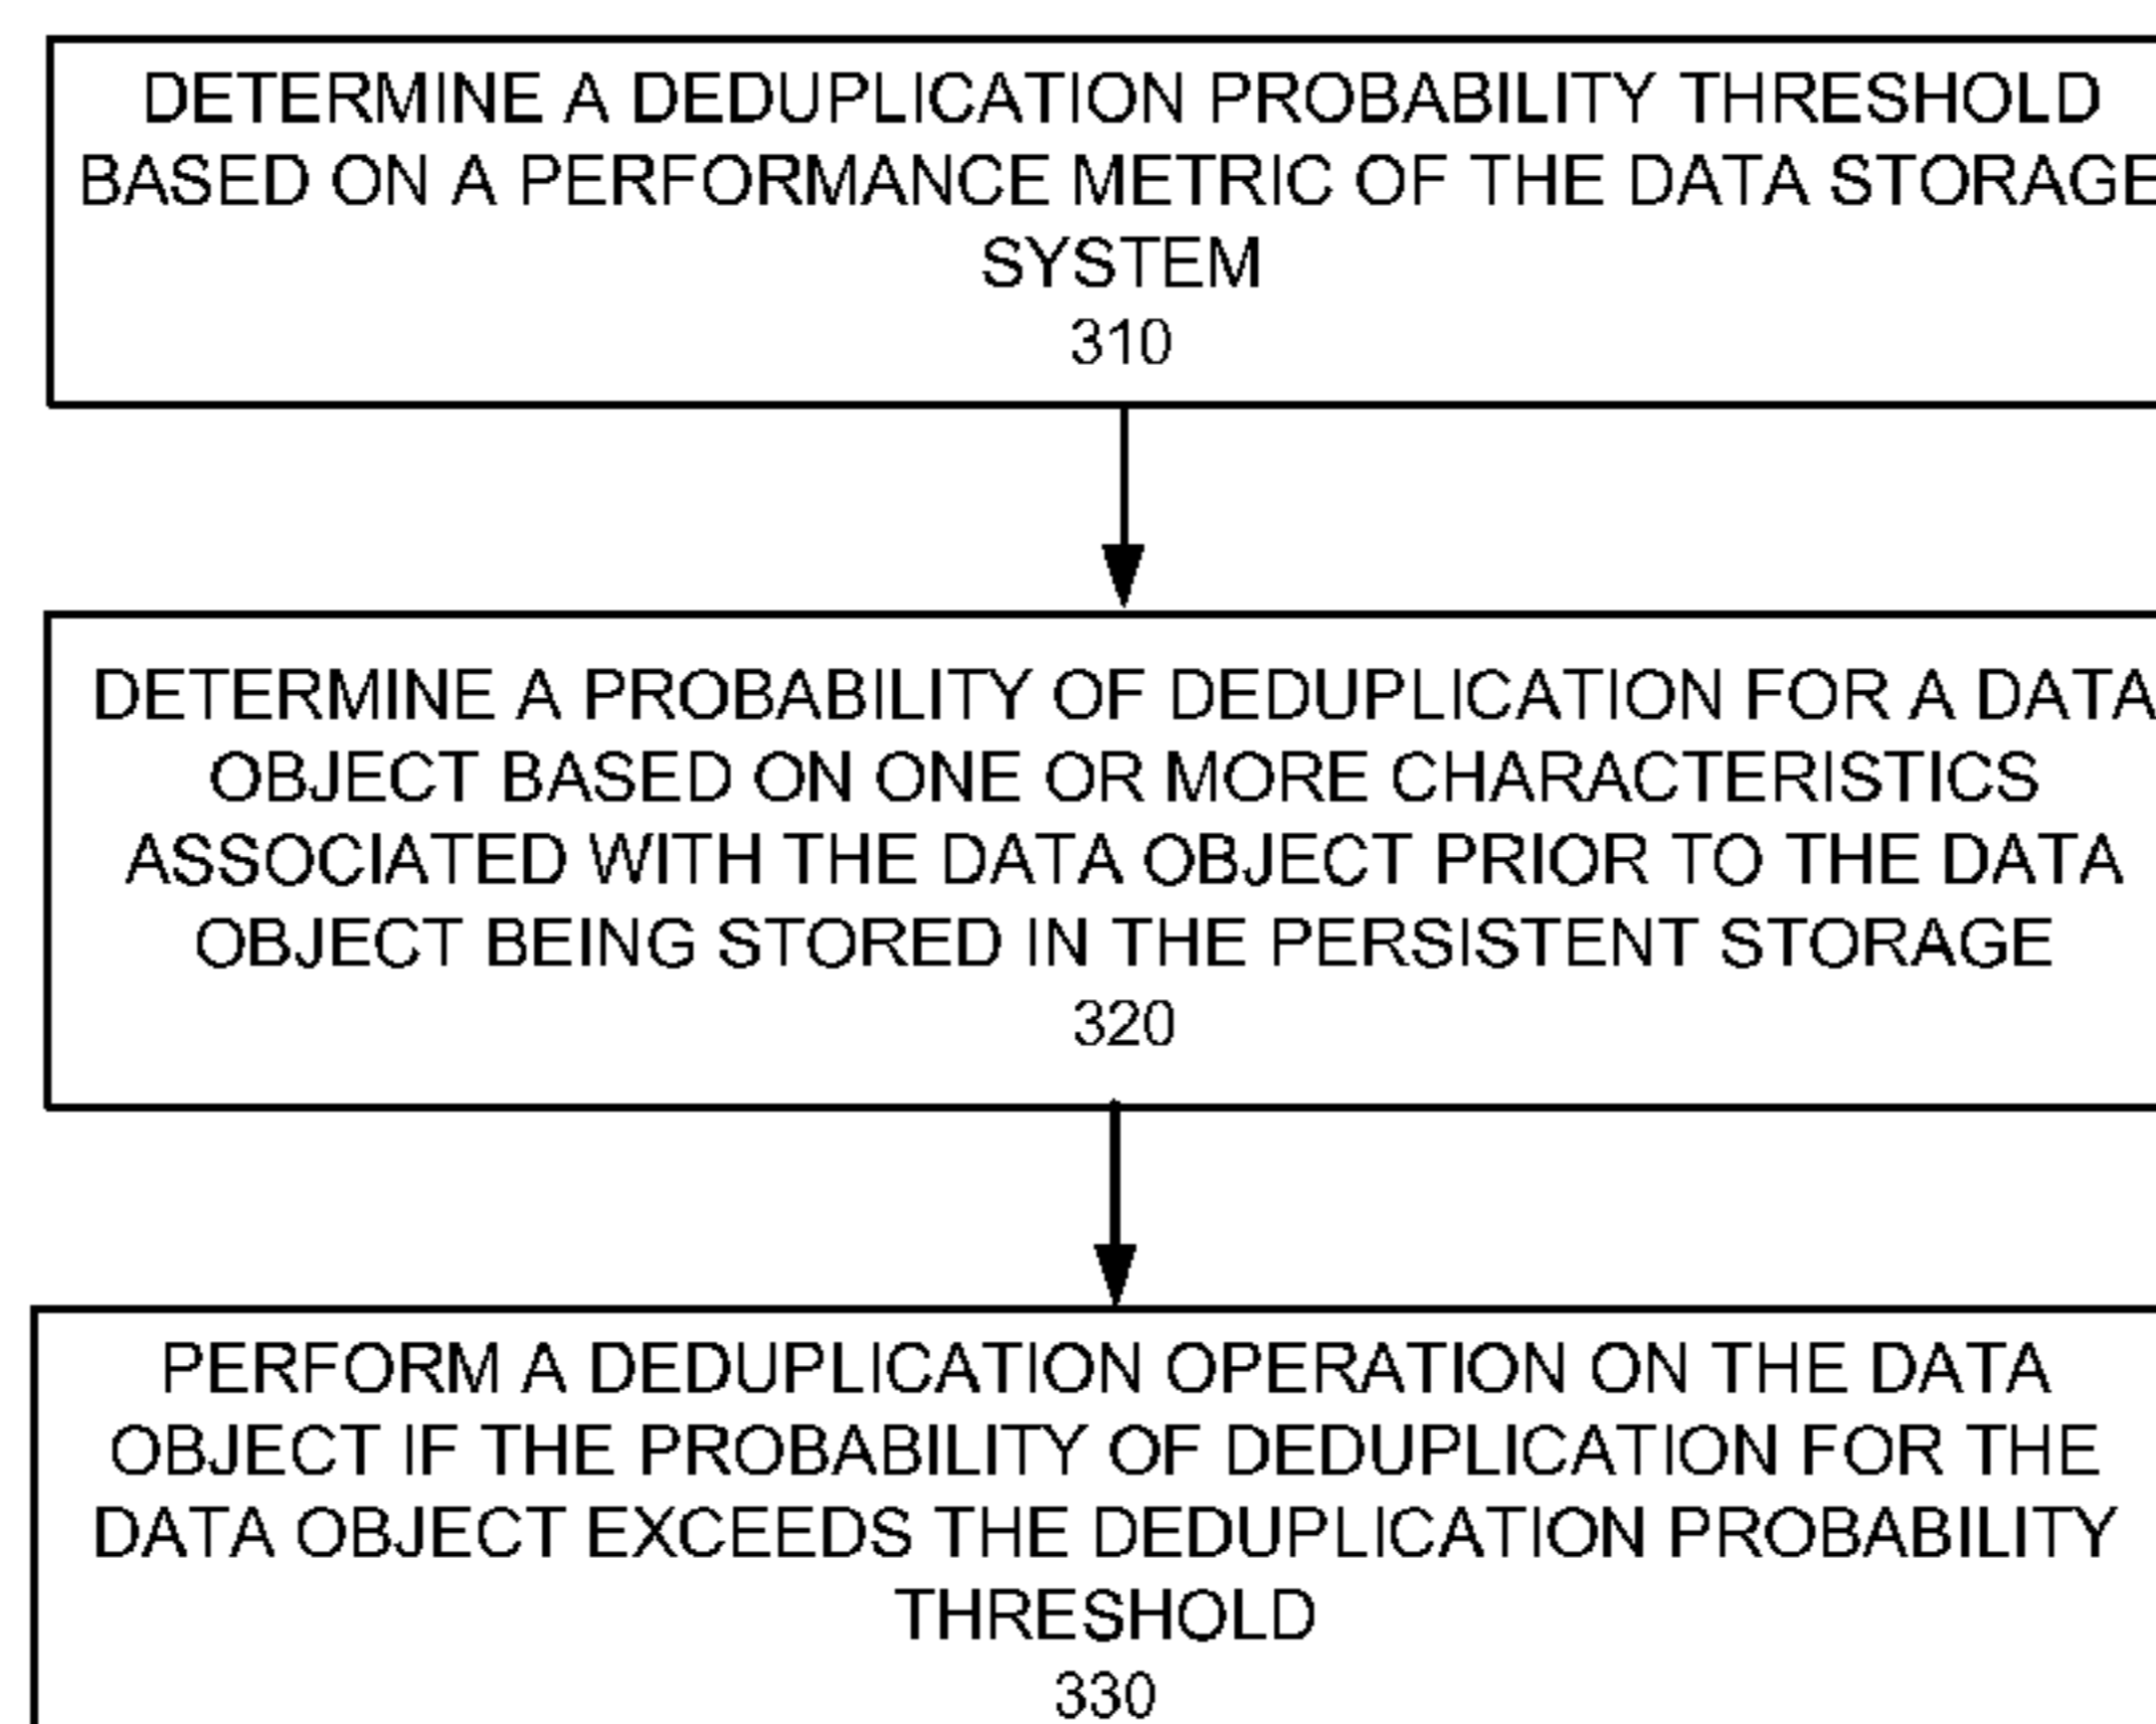 DETERMINE A DEDUPLICATION PROBABILITY THRESHOLD
BASED ON A PERFORMANCE METRIC OF THE DATA STORAGE
SYSTEM
310
DETERMINE A PROBABILITY OF DEDUPLICATION FOR A DATA
OBJECT BASED ON ONE OR MORE CHARACTERISTICS
ASSOCIATED WITH THE DATA OBJECT PRIOR TO THE DATA
OBJECT BEING STORED IN THE PERSISTENT STORAGE
320
PERFORM A DEDUPLICATION OPERATION ON THE DATA
OBJECT IF THE PROBABILITY OF DEDUPLICATION FOR THE
DATA OBJECT EXCEEDS THE DEDUPLICATION PROBABILITY
THRESHOLD
330